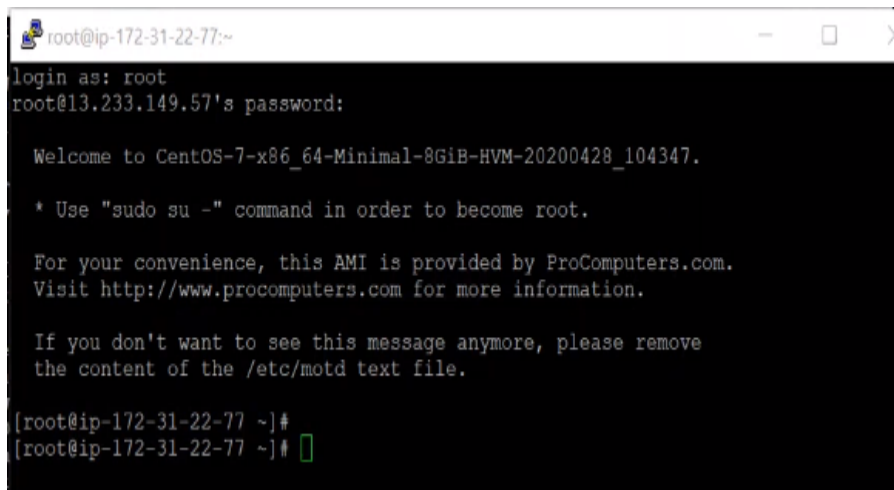 root@ip-172-31-22-77:~
login as: root
root@13.233.149.57's password:
Welcome to CentOS-7-x86_64-Minimal-8GiB-HVM-20200428_104347.
* Use "sudo su -" command in order to become root.
For your convenience, this AMI is provided by ProComputers.com.
Visit http://www.procomputers.com for more information.
If you don't want to see this message anymore, please remove
the content of the /etc/motd text file.
[root@ip-172-31-22-77 ~]#
[root@ip-172-31-22-77 ~]#